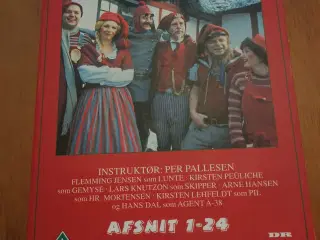 INSTRUKTØR: PER PALLESEN
FLEMMING JENSEN SOM LUNTE · KIRSTEN PEÜLICHE
som GEMYSE · LARS KNUTZON som SKIPPER · ARNE HANSEN
som HR. MORTENSEN · KIRSTEN LEHFELDT som PIL
og HANS DAL som AGENT A-38
AFSNIT 1-24
DR